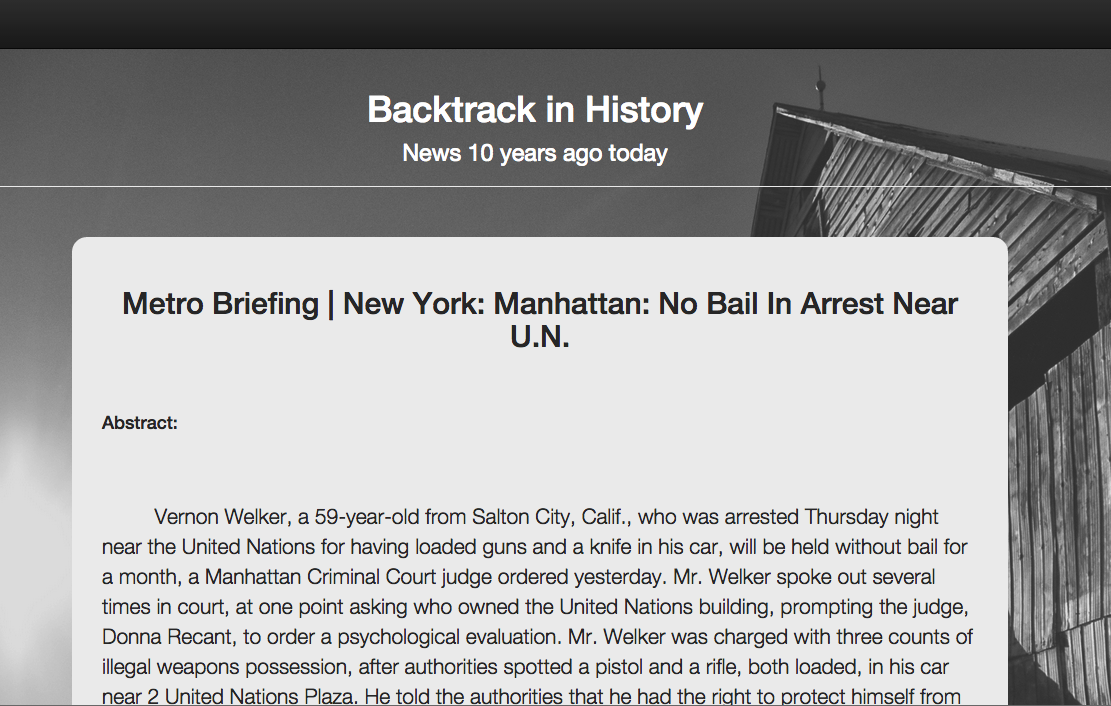 Backtrack in History
News 10 years ago today
Metro Briefing | New York: Manhattan: No Bail In Arrest Near
U.N.
Abstract:
Vernon Welker, a 59-year-old from Salton City, Calif., who was arrested Thursday night
near the United Nations for having loaded guns and a knife in his car, will be held without bail for
a month, a Manhattan Criminal Court judge ordered yesterday. Mr. Welker spoke out several
times in court, at one point asking who owned the United Nations building, prompting the judge,
Donna Recant, to order a psychological evaluation. Mr. Welker was charged with three counts of
illegal weapons possession, after authorities spotted a pistol and a rifle, both loaded, in his car
near 2 United Nations Plaza. He told the authorities that he had the right to protect himself from